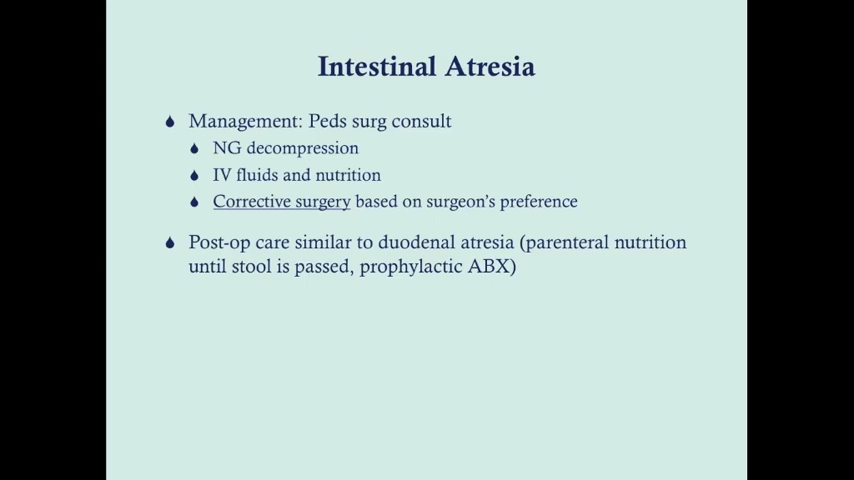 Intestinal Atresia
Management: Peds surg consult
NG decompression
IV fluids and nutrition
Corrective surgery based on surgeon's preference
Post-op care similar to duodenal atresia (parenteral nutrition
until stool is passed, prophylactic ABX)